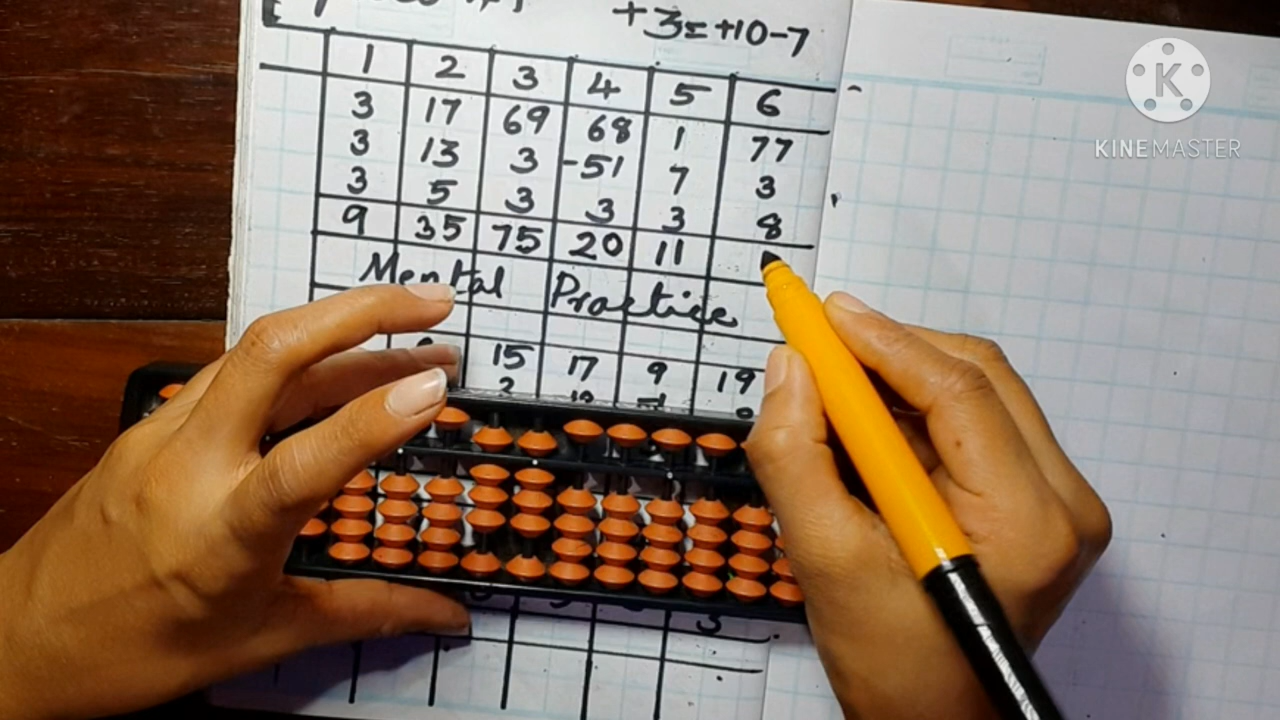 +3=+10-7
1 2 3 4 5 6
3 17 69 68 1 77
3 13 3 -51 7 3
3 5 3 3 3 8
9 35 75 20 11
Mental Practice
15 17 9 19
3
K
KINEMASTER